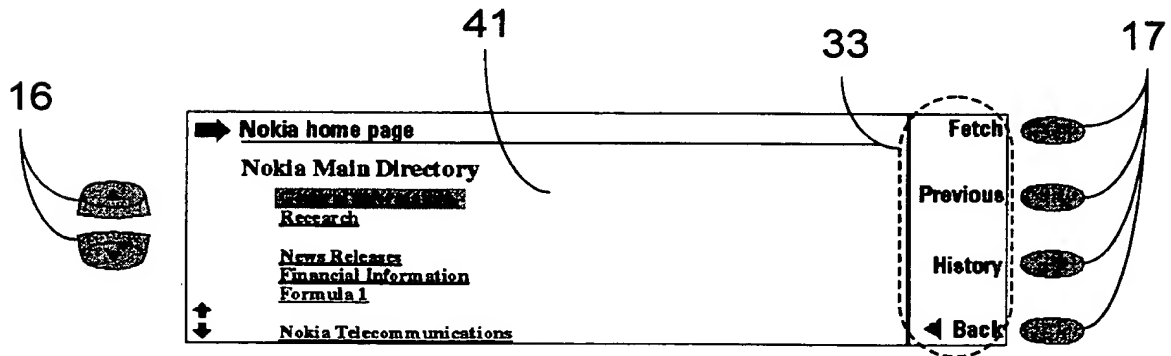 41
33
17
16
Nokia home page
Fetch
Nokia Main Directory
Previous
Research
News Releases
History
Financial Information
Formula 1
Back
Nokia Telecommunications